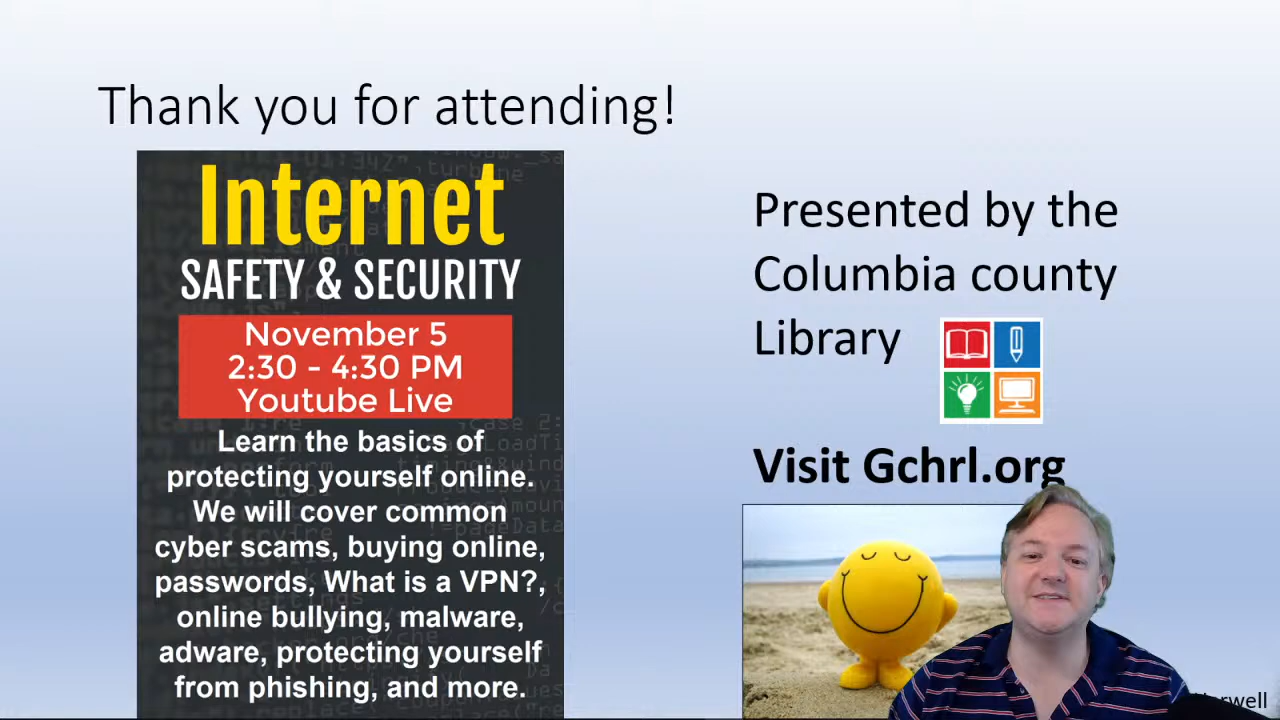 Thank you for attending!
Internet
SAFETY & SECURITY
November 5
2:30 - 4:30 PM
Youtube Live
Learn the basics of
protecting yourself online.
We will cover common
cyber scams, buying online,
passwords, What is a VPN?,
online bullying, malware,
adware, protecting yourself
from phishing, and more.
Presented by the
Columbia county
Library
Visit Gchrl.org